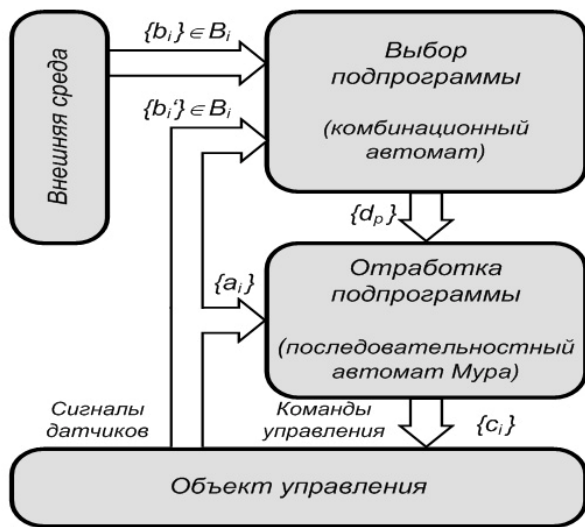 Внешняя среда
{bᵢ} ∈ Bᵢ
Выбор
подпрограммы
(комбинационный
автомат)
{bᵢ‘} ∈ Bᵢ
{dₚ}
{aᵢ}
Отработка
подпрограммы
(последовательностный
автомат Мура)
Сигналы
датчиков
Команды
управления
{cᵢ}
Объект управления